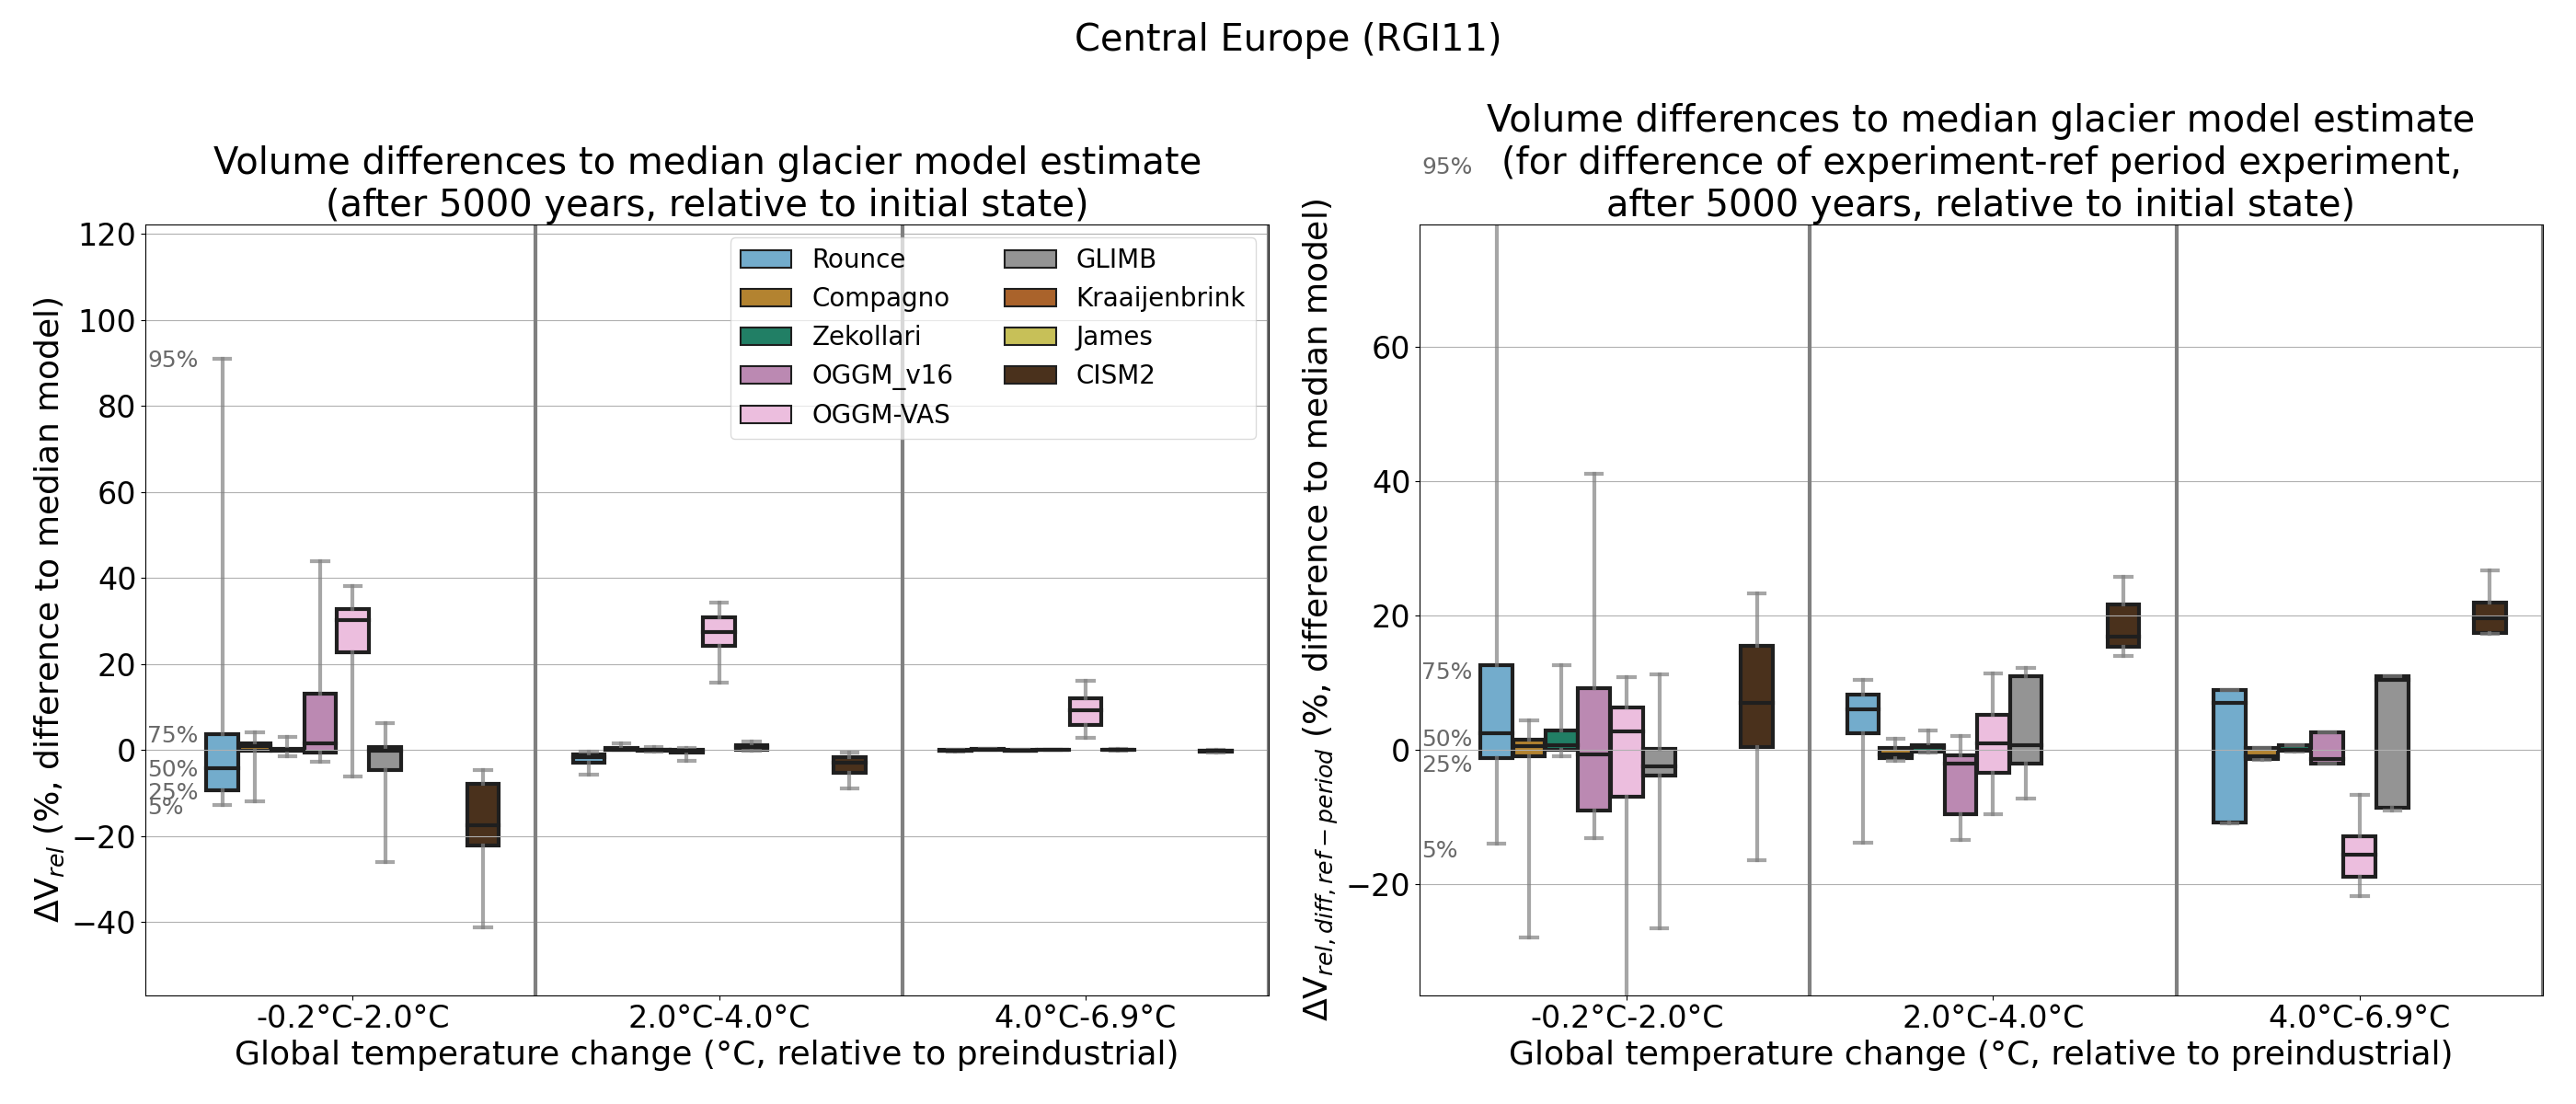 Central Europe (RGI11)
Volume differences to median glacier model estimate
(after 5000 years, relative to initial state)
ΔV_rel (%, difference to median model)
120
100
80
60
40
20
0
−20
−40
95%
75%
50%
25%
5%
Rounce
Compagno
Zekollari
OGGM_v16
OGGM-VAS
GLIMB
Kraaijenbrink
James
CISM2
-0.2°C-2.0°C
2.0°C-4.0°C
4.0°C-6.9°C
Global temperature change (°C, relative to preindustrial)
Volume differences to median glacier model estimate
(for difference of experiment-ref period experiment,
after 5000 years, relative to initial state)
ΔV_rel, diff, ref − period (%, difference to median model)
60
40
20
0
−20
95%
75%
50%
25%
5%
-0.2°C-2.0°C
2.0°C-4.0°C
4.0°C-6.9°C
Global temperature change (°C, relative to preindustrial)